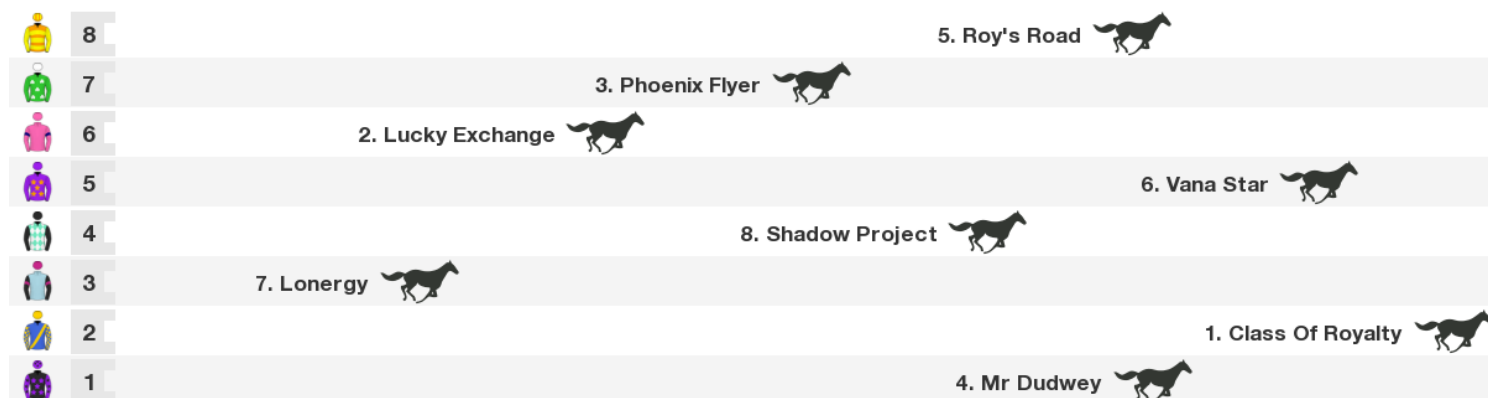 8 5. Roy's Road
7 3. Phoenix Flyer
6 2. Lucky Exchange
5 6. Vana Star
4 8. Shadow Project
3 7. Lonergy
2 1. Class Of Royalty
1 4. Mr Dudwey